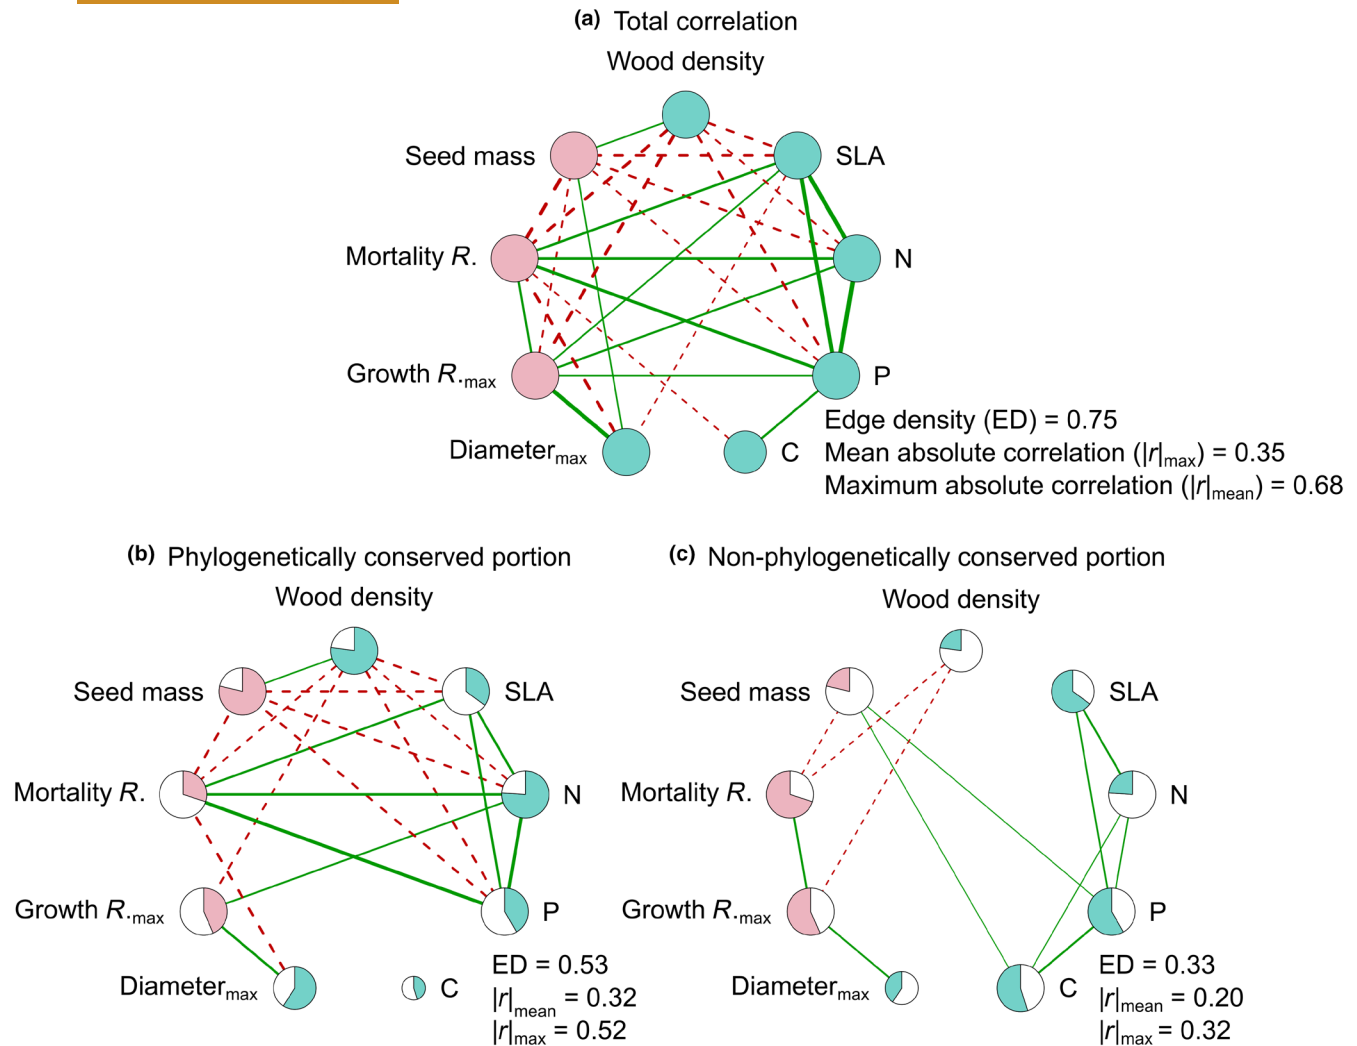 (a) Total correlation
Wood density
Seed mass
SLA
Mortality R.
N
Growth R.max
P
Diametermax
C
Edge density (ED) = 0.75
Mean absolute correlation (|r|max) = 0.35
Maximum absolute correlation (|r|mean) = 0.68
(b) Phylogenetically conserved portion
Wood density
Seed mass
SLA
Mortality R.
N
Growth R.max
P
Diametermax
C
ED = 0.53
|r|mean = 0.32
|r|max = 0.52
(c) Non-phylogenetically conserved portion
Wood density
Seed mass
SLA
Mortality R.
N
Growth R.max
P
Diametermax
C
ED = 0.33
|r|mean = 0.20
|r|max = 0.32